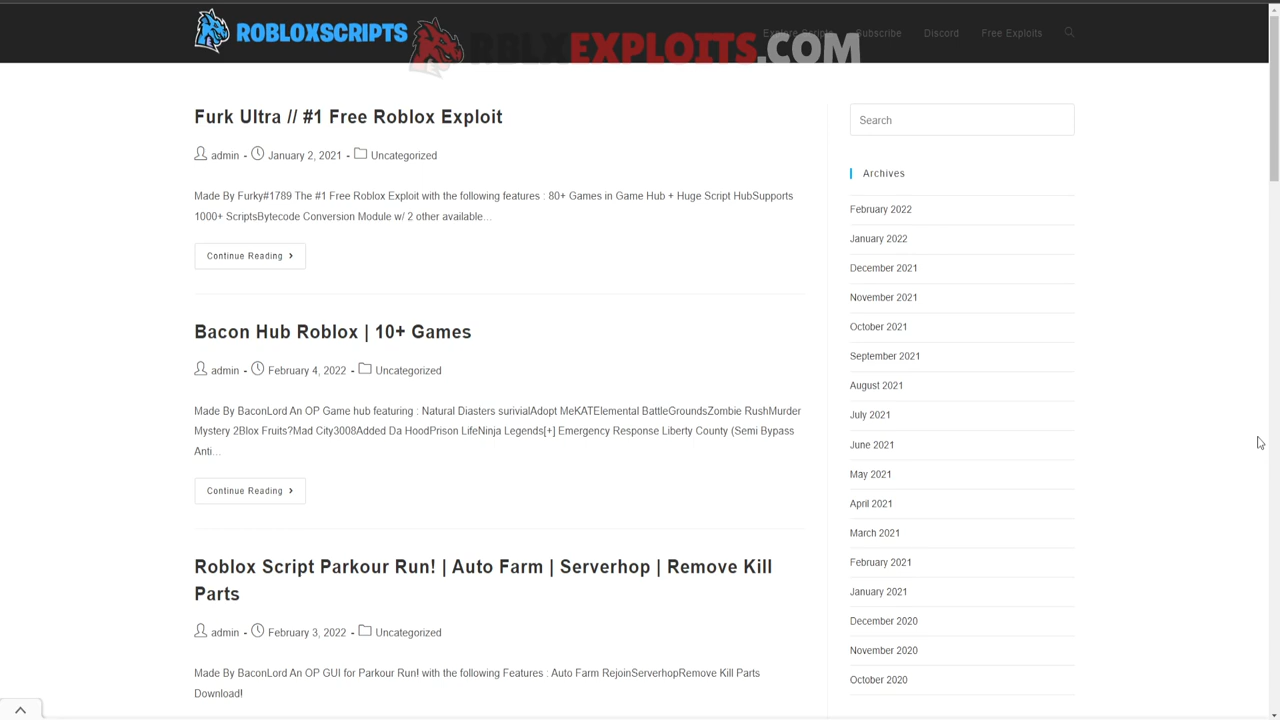 ROBLOXSCRIPTS
RBLXEXPLOITS.COM
Explore Scripts
Subscribe
Discord
Free Exploits
Furk Ultra // #1 Free Roblox Exploit
admin - January 2, 2021 - Uncategorized
Made By Furky#1789 The #1 Free Roblox Exploit with the following features : 80+ Games in Game Hub + Huge Script HubSupports
1000+ ScriptsBytecode Conversion Module w/ 2 other available…
Continue Reading
Bacon Hub Roblox | 10+ Games
admin - February 4, 2022 - Uncategorized
Made By BaconLord An OP Game hub featuring : Natural Diasters surivialAdopt MeKATElemental BattleGroundsZombie RushMurder
Mystery 2Blox Fruits?Mad City3008Added Da HoodPrison LifeNinja Legends[+] Emergency Response Liberty County (Semi Bypass
Anti…
Continue Reading
Roblox Script Parkour Run! | Auto Farm | Serverhop | Remove Kill
Parts
admin - February 3, 2022 - Uncategorized
Made By BaconLord An OP GUI for Parkour Run! with the following Features : Auto Farm RejoinServerhopRemove Kill Parts
Download!
Search
Archives
February 2022
January 2022
December 2021
November 2021
October 2021
September 2021
August 2021
July 2021
June 2021
May 2021
April 2021
March 2021
February 2021
January 2021
December 2020
November 2020
October 2020